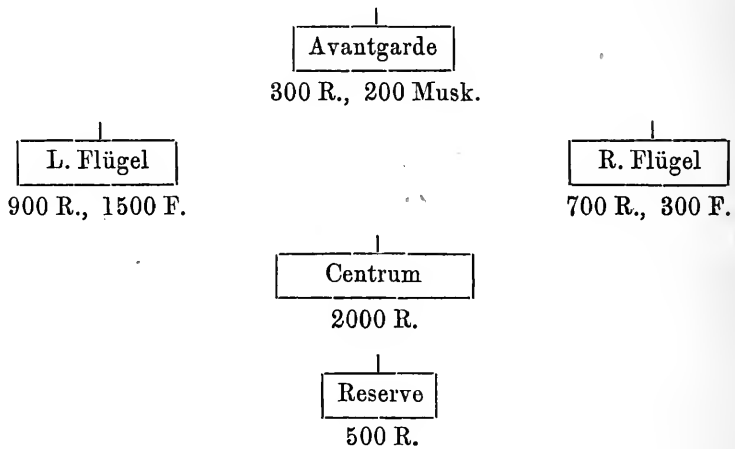 Avantgarde
300 R., 200 Musk.
L. Flügel
900 R., 1500 F.
R. Flügel
700 R., 300 F.
Centrum
2000 R.
Reserve
500 R.